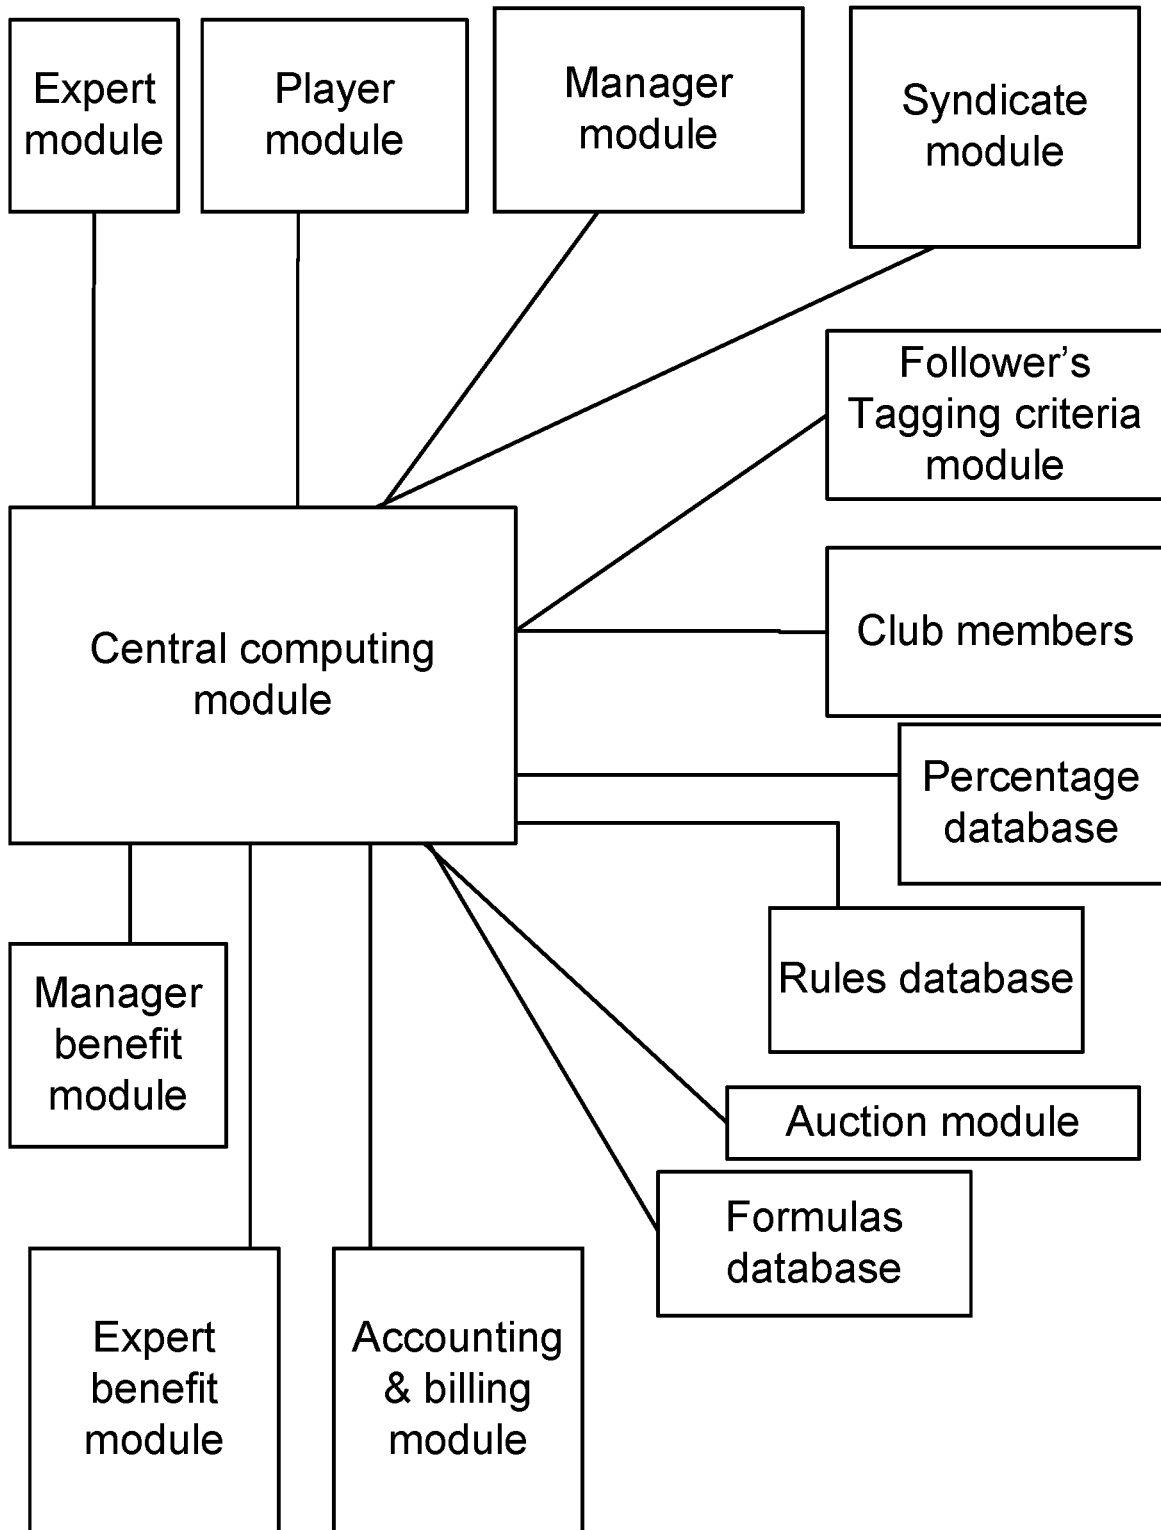 Expert
module
Player
module
Manager
module
Syndicate
module
Follower’s
Tagging criteria
module
Central computing
module
Club members
Percentage
database
Rules database
Manager
benefit
module
Auction module
Formulas
database
Expert
benefit
module
Accounting
& billing
module